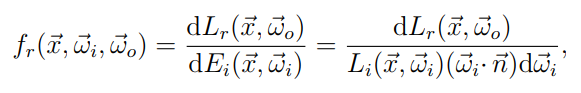 $f_r(\vec{x}, \vec{\omega}_i, \vec{\omega}_o) = \frac{\mathrm{d}L_r(\vec{x}, \vec{\omega}_o)}{\mathrm{d}E_i(\vec{x}, \vec{\omega}_i)} = \frac{\mathrm{d}L_r(\vec{x}, \vec{\omega}_o)}{L_i(\vec{x}, \vec{\omega}_i)(\vec{\omega}_i \cdot \vec{n})\mathrm{d}\vec{\omega}_i},$